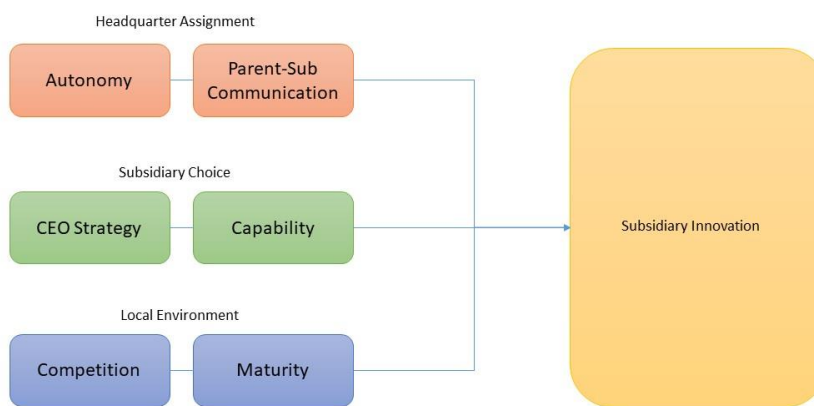 Headquarter Assignment
Autonomy
Parent-Sub
Communication
Subsidiary Choice
CEO Strategy
Capability
Subsidiary Innovation
Local Environment
Competition
Maturity